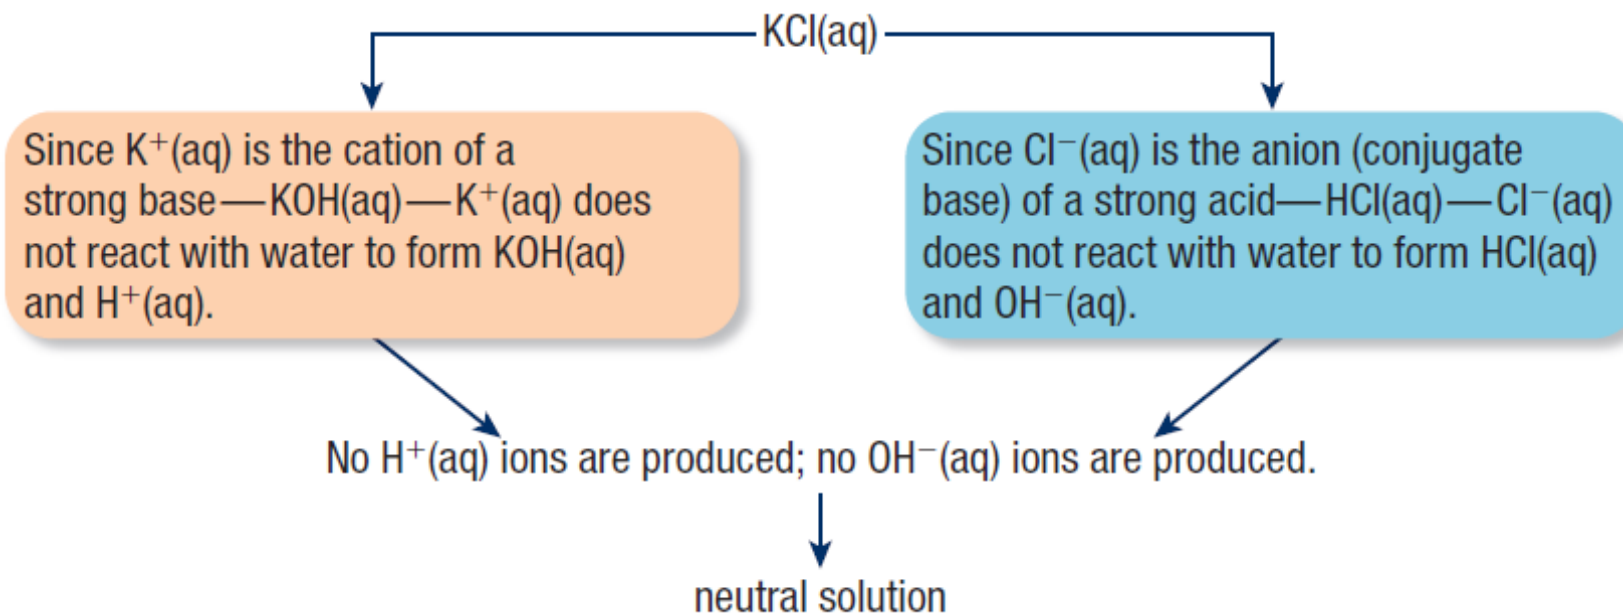 KCl(aq)
Since K⁺(aq) is the cation of a
strong base—KOH(aq)—K⁺(aq) does
not react with water to form KOH(aq)
and H⁺(aq).
Since Cl⁻(aq) is the anion (conjugate
base) of a strong acid—HCl(aq)—Cl⁻(aq)
does not react with water to form HCl(aq)
and OH⁻(aq).
No H⁺(aq) ions are produced; no OH⁻(aq) ions are produced.
neutral solution